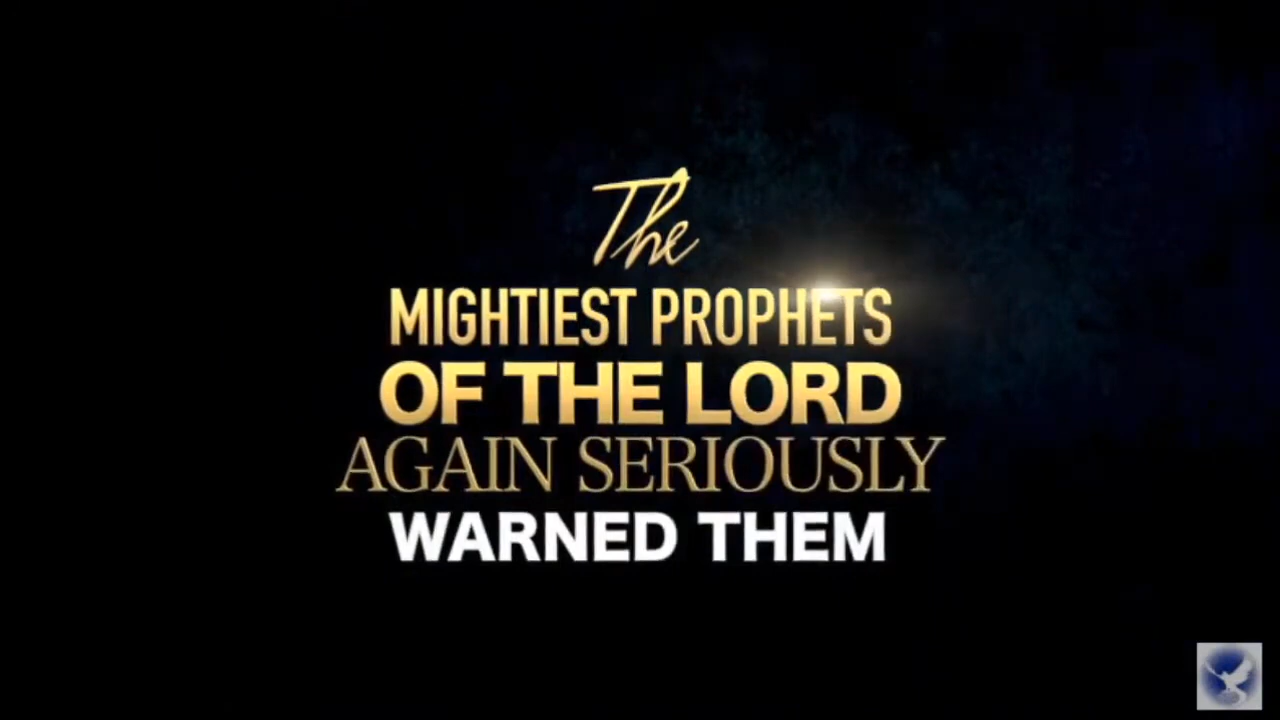 The
MIGHTIEST PROPHETS
OF THE LORD
AGAIN SERIOUSLY
WARNED THEM